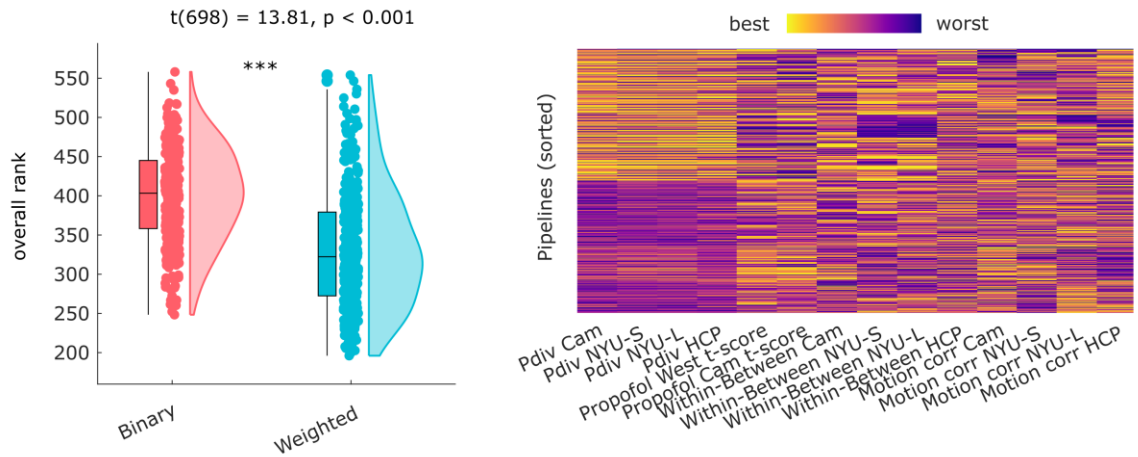 t(698) = 13.81, p < 0.001
***
overall rank
550
500
450
400
350
300
250
200
Binary
Weighted
best
worst
Pipelines (sorted)
Pdiv Cam
Pdiv NYU-S
Pdiv NYU-L
Pdiv HCP
Propofol West t-score
Propofol Cam t-score
Within-Between Cam
Within-Between NYU-S
Within-Between NYU-L
Within-Between HCP
Motion corr Cam
Motion corr NYU-S
Motion corr NYU-L
Motion corr HCP